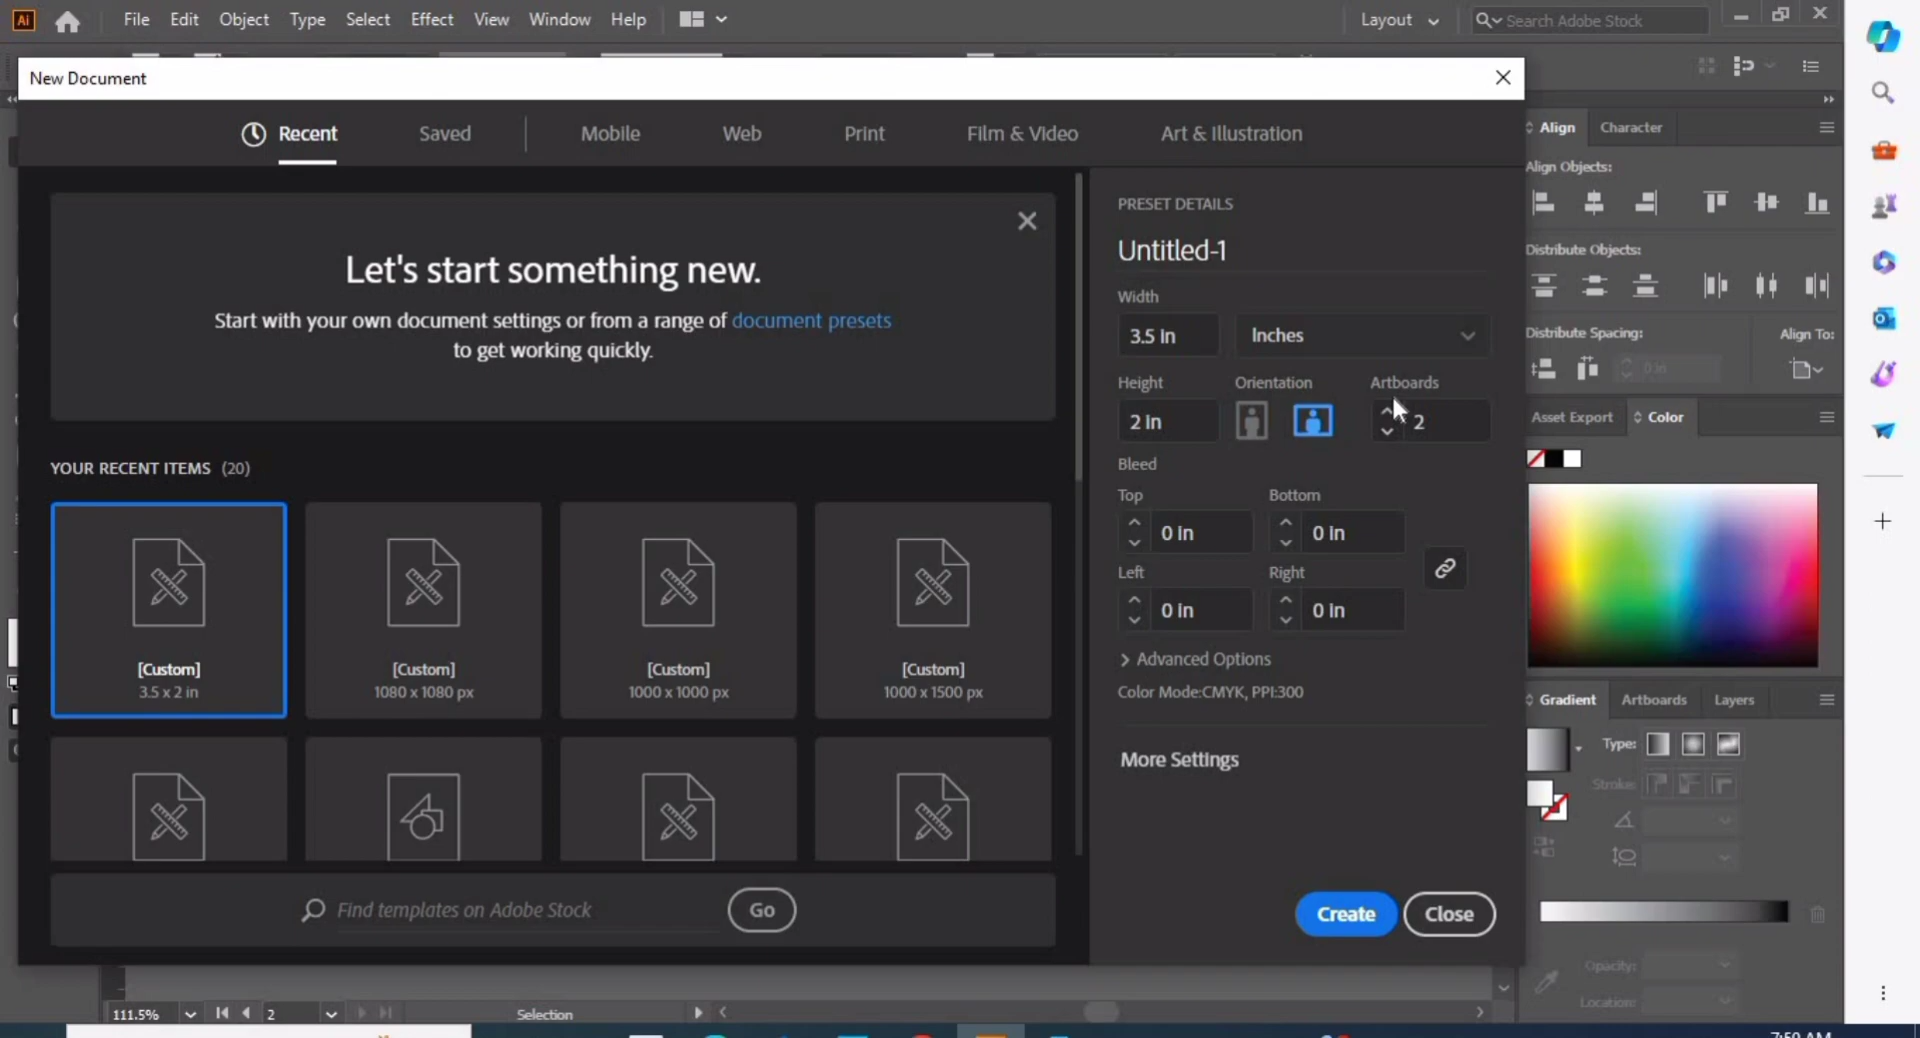 Ai File Edit Object Type Select Effect View Window Help Layout Search Adobe Stock
New Document
Recent Saved Mobile Web Print Film & Video Art & Illustration
Let's start something new.
Start with your own document settings or from a range of document presets
to get working quickly.
YOUR RECENT ITEMS (20)
[Custom] [Custom] [Custom] [Custom]
3.5 x 2 in 1080 x 1080 px 1000 x 1000 px 1000 x 1500 px
Find templates on Adobe Stock Go
PRESET DETAILS
Untitled-1
Width
3.5 in Inches
Height Orientation Artboards
2 in 2
Bleed
Top Bottom
0 in 0 in
Left Right
0 in 0 in
> Advanced Options
Color Mode:CMYK, PPI:300
More Settings
Create Close
Align Character
Align Objects:
Distribute Objects:
Distribute Spacing: Align To:
0 in
Asset Export Color
Gradient Artboards Layers
Type:
Stroke:
Opacity:
Location:
111.5% 2 Selection
7:59 AM